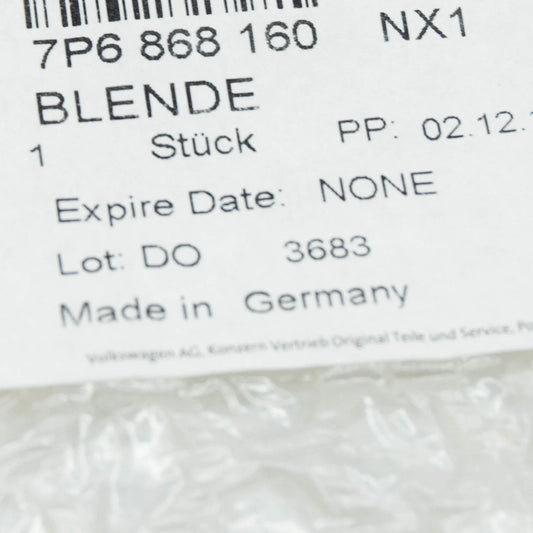 7P6 868 160 NX1
BLENDE
1 Stück PP: 02.12.
Expire Date: NONE
Lot: DO 3683
Made in Germany
Volkswagen AG, Konzern Vertrieb Original Teile und Service, Po